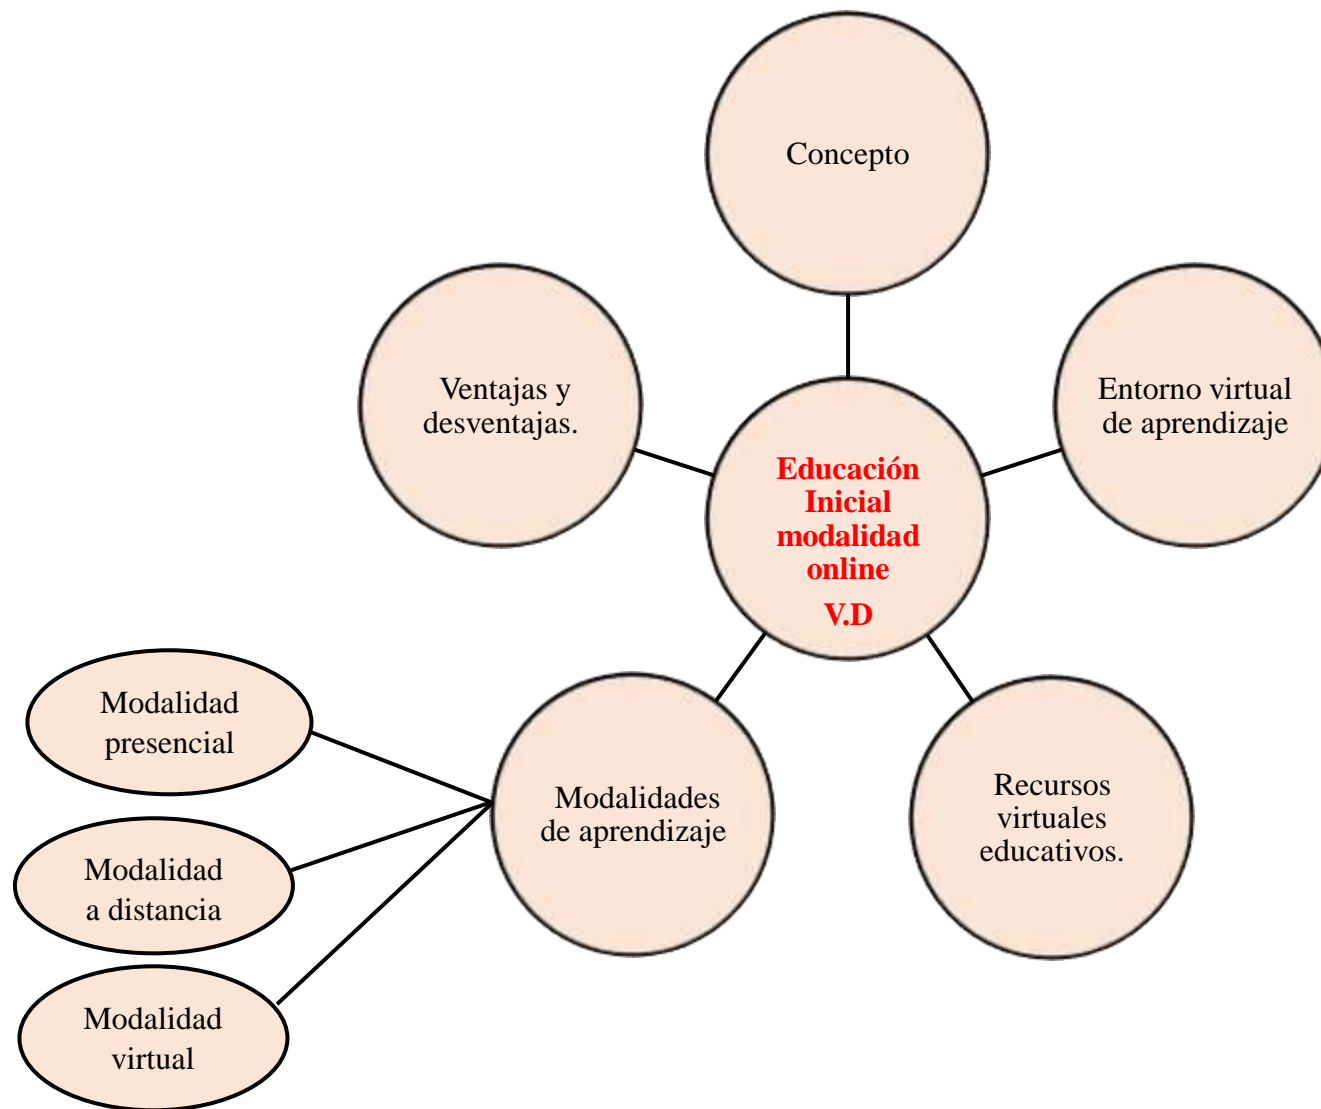 Concepto
Ventajas y
desventajas.
Entorno virtual
de aprendizaje
Educación
Inicial
modalidad
online
V.D
Modalidad
presencial
Modalidad
a distancia
Modalidad
virtual
Modalidades
de aprendizaje
Recursos
virtuales
educativos.